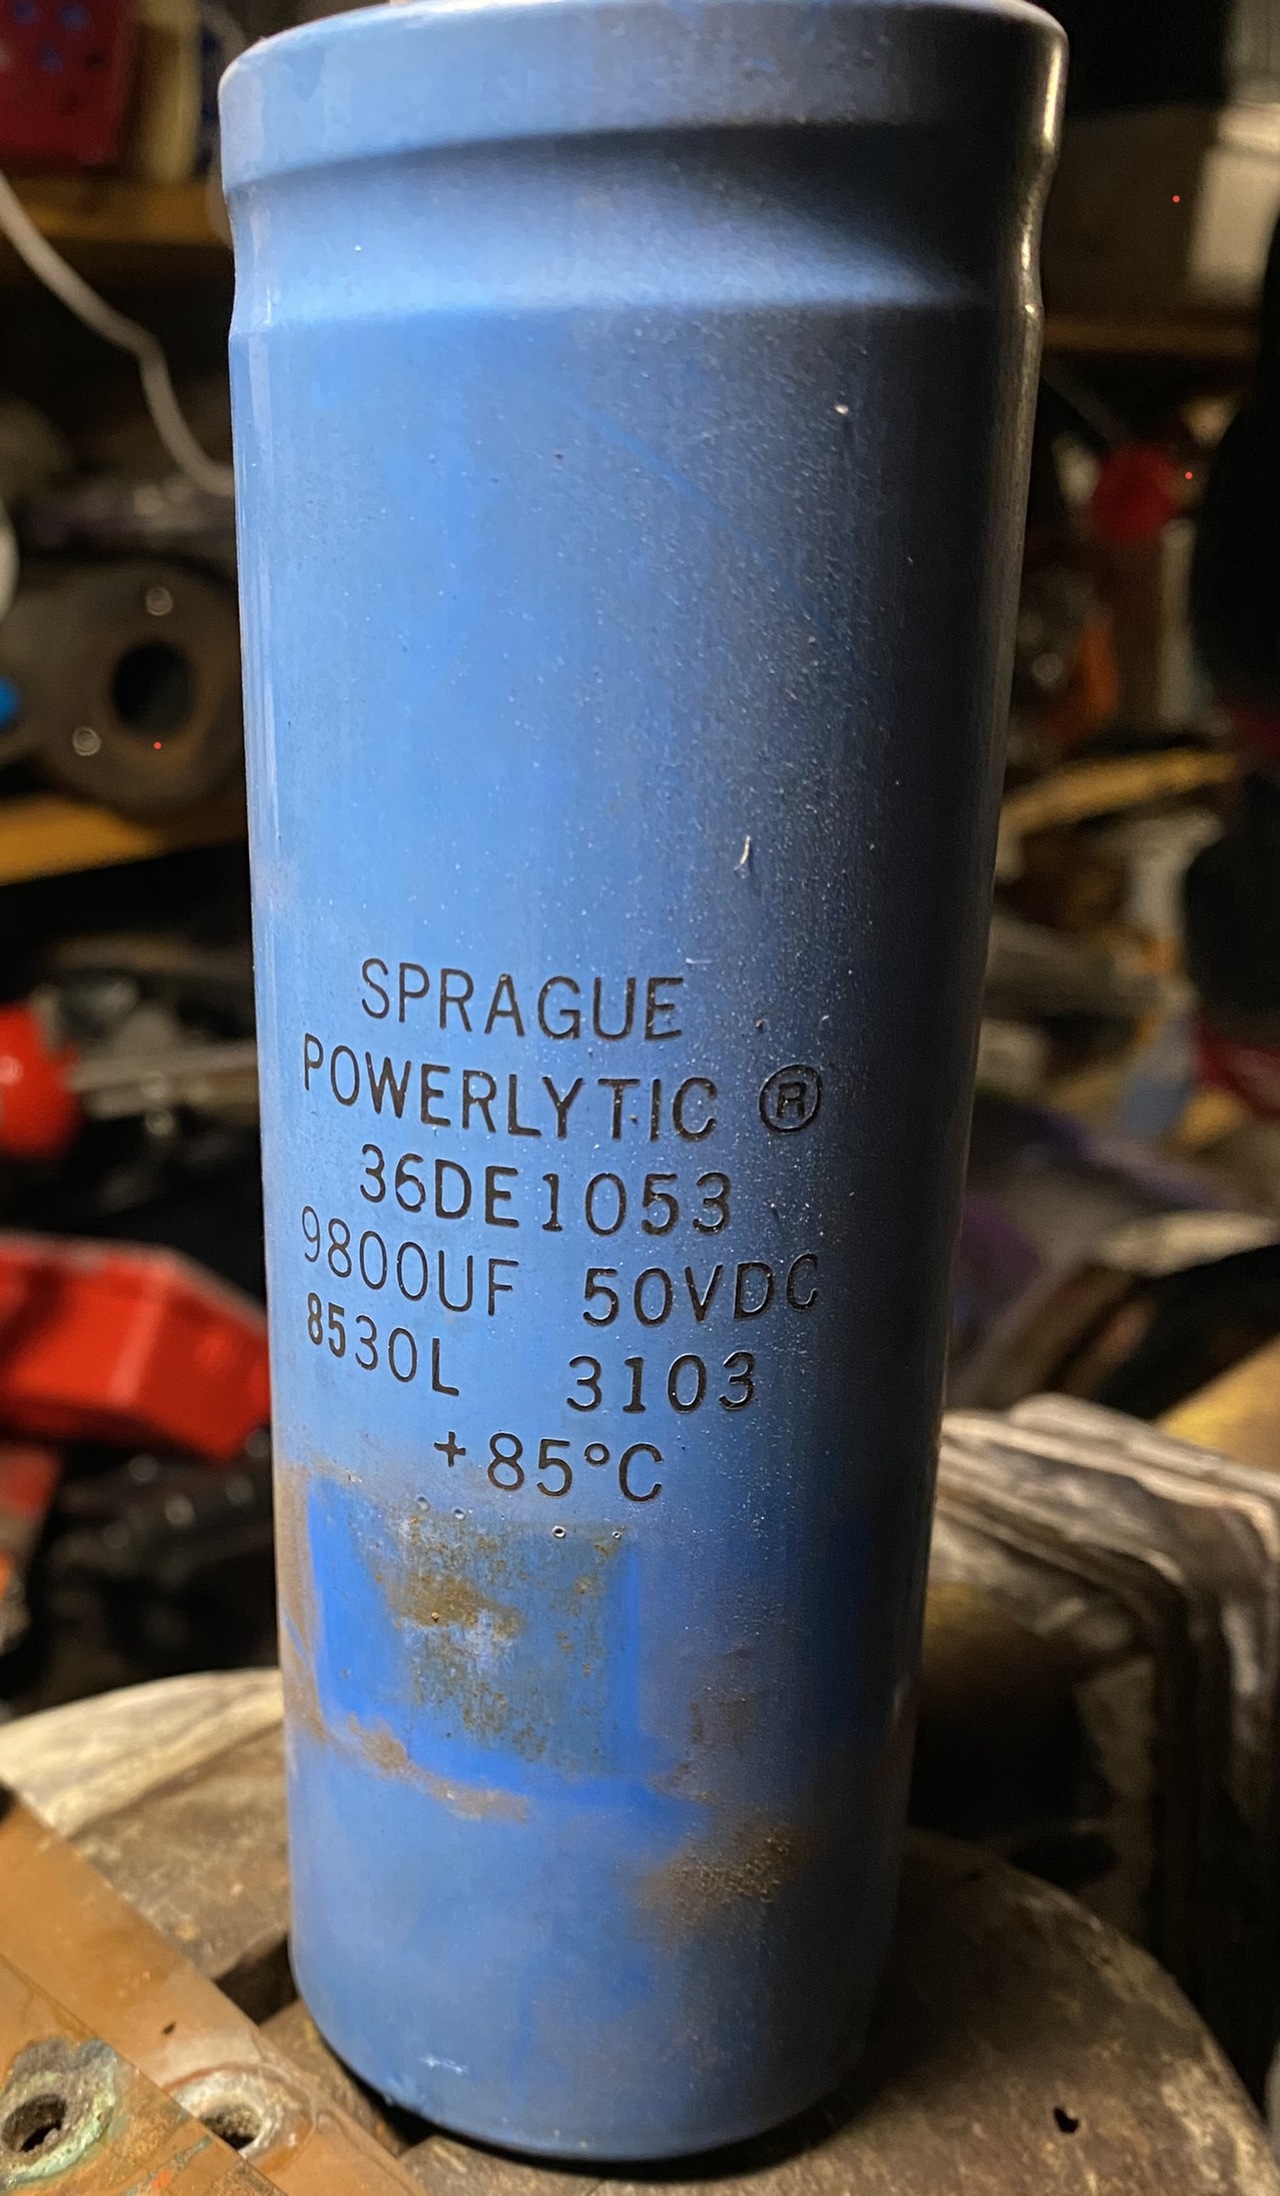 SPRAGUE
POWERLYTIC ®
36DE1053
9800UF 50VDC
8530L 3103
+85°C